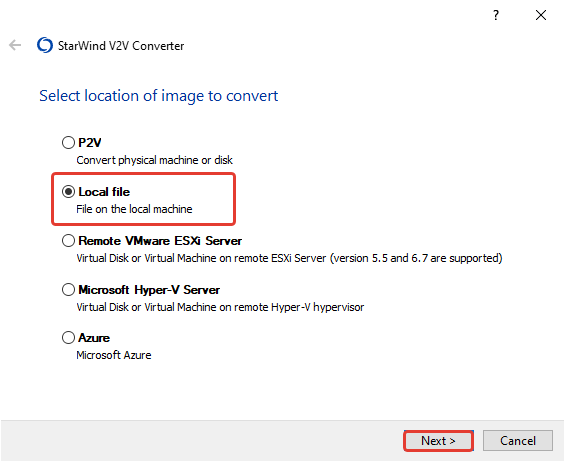 ?
StarWind V2V Converter
Select location of image to convert
P2V
Convert physical machine or disk
Local file
File on the local machine
Remote VMware ESXi Server
Virtual Disk or Virtual Machine on remote ESXi Server (version 5.5 and 6.7 are supported)
Microsoft Hyper-V Server
Virtual Disk or Virtual Machine on remote Hyper-V hypervisor
Azure
Microsoft Azure
Next > Cancel